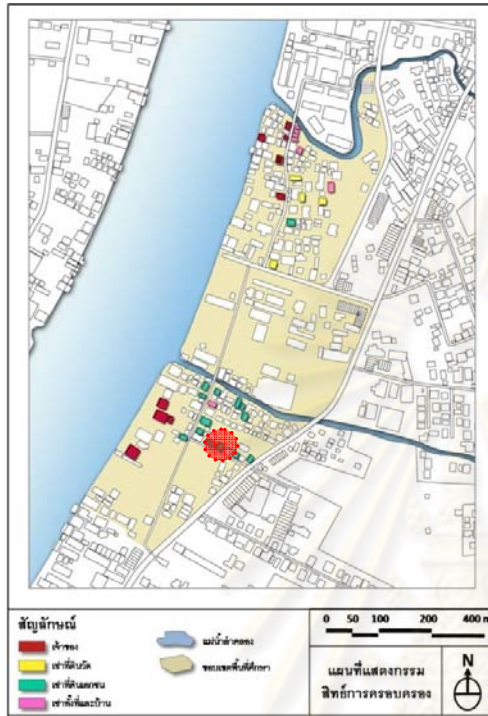 สัญลักษณ์
เจ้าของ
เช่าที่ดินวัด
เช่าที่ดินเอกชน
เช่าทั้งที่และบ้าน
แม่น้ำลำคลอง
ขอบเขตพื้นที่ศึกษา
0 50 100 200 400 m
แผนที่แสดงกรรม
สิทธิ์การครอบครอง
N